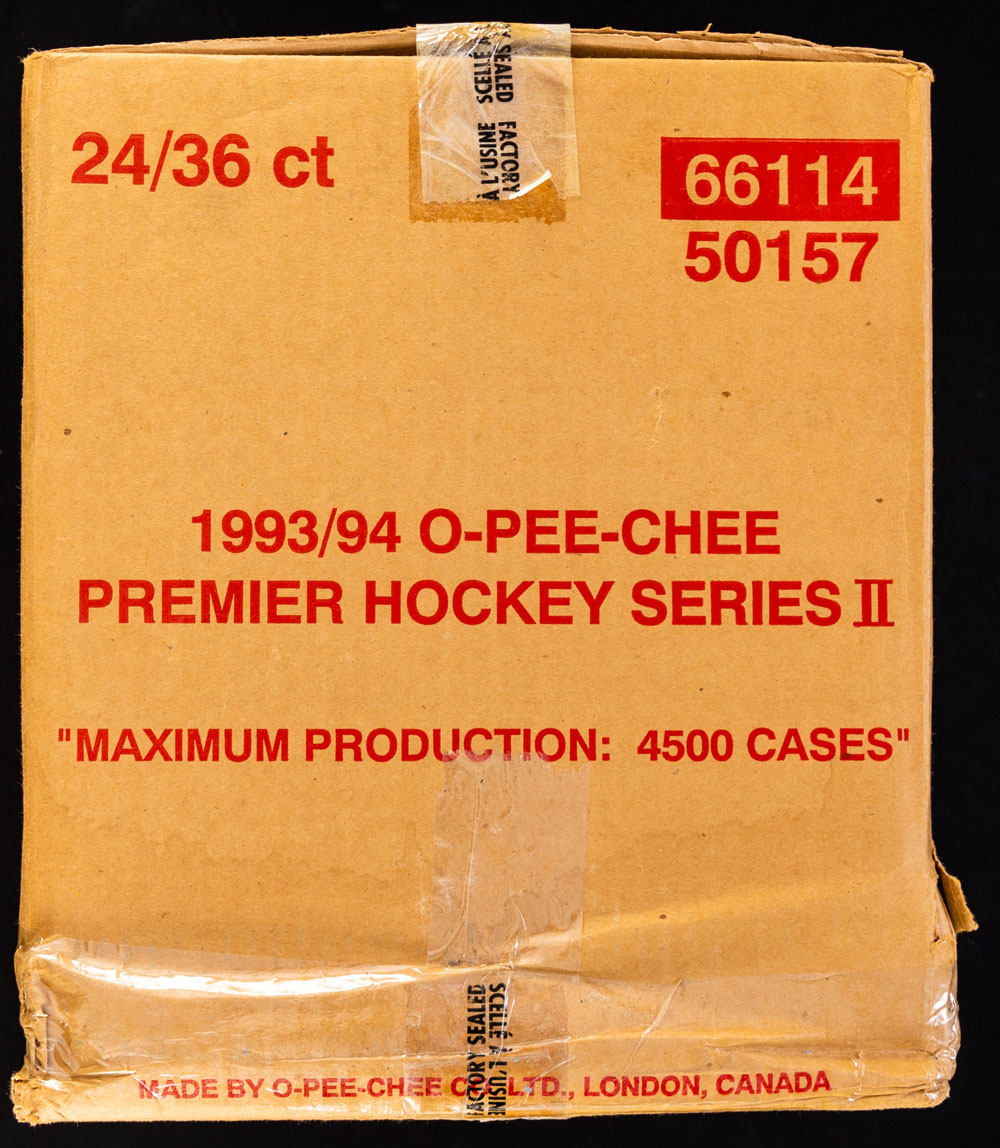 24/36 ct
66114
50157
SEALED FACTORY
SCELLÉ À L'USINE
1993/94 O-PEE-CHEE
PREMIER HOCKEY SERIES II
"MAXIMUM PRODUCTION: 4500 CASES"
FACTORY SEALED
SCELLÉ À L'USINE
MADE BY O-PEE-CHEE CO. LTD., LONDON, CANADA